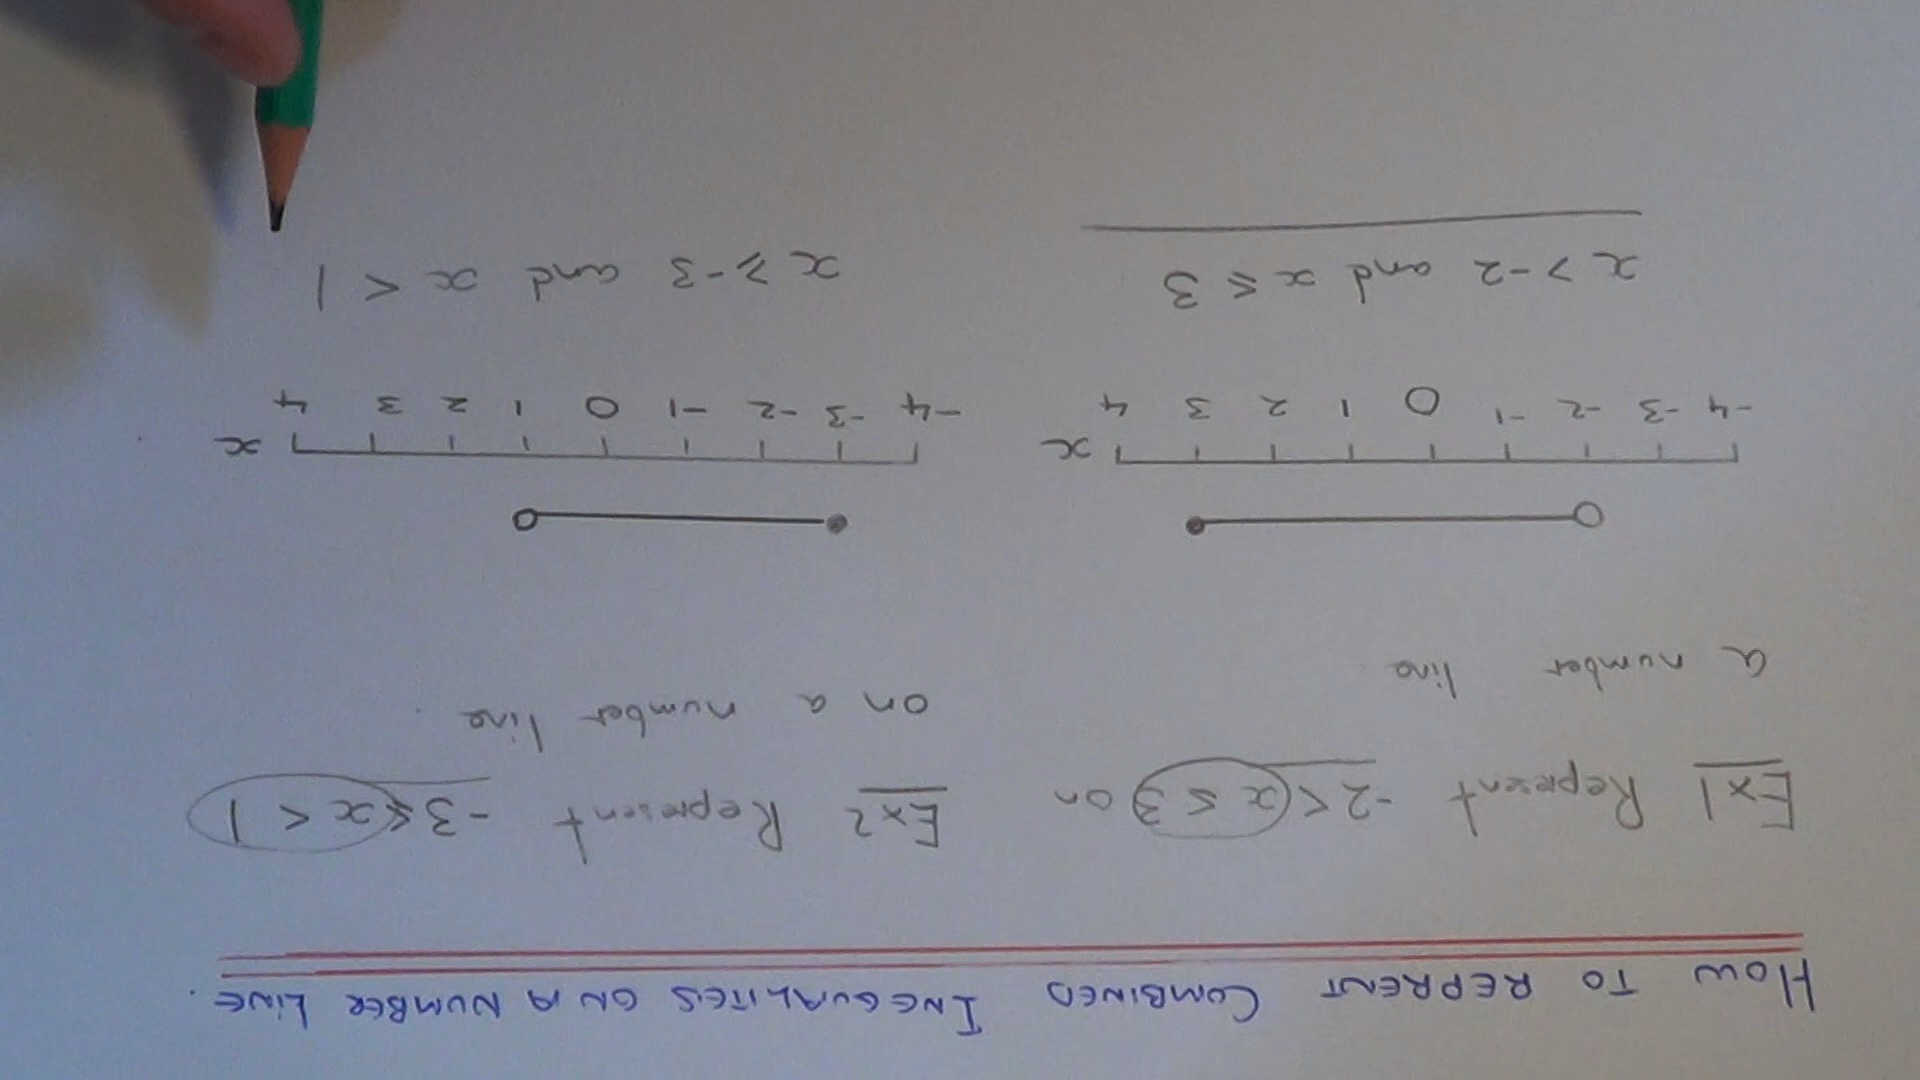 HOW TO REPRENT COMBINED INEQUALITES ON A NUMBER LINE.
Ex1 Represent -2 < x ≤ 3 on
a number line
-4 -3 -2 -1 0 1 2 3 4
x
x > -2 and x ≤ 3
Ex2 Represent -3 ≤ x < 1
on a number line.
-4 -3 -2 -1 0 1 2 3 4
x
x ≥ -3 and x < 1